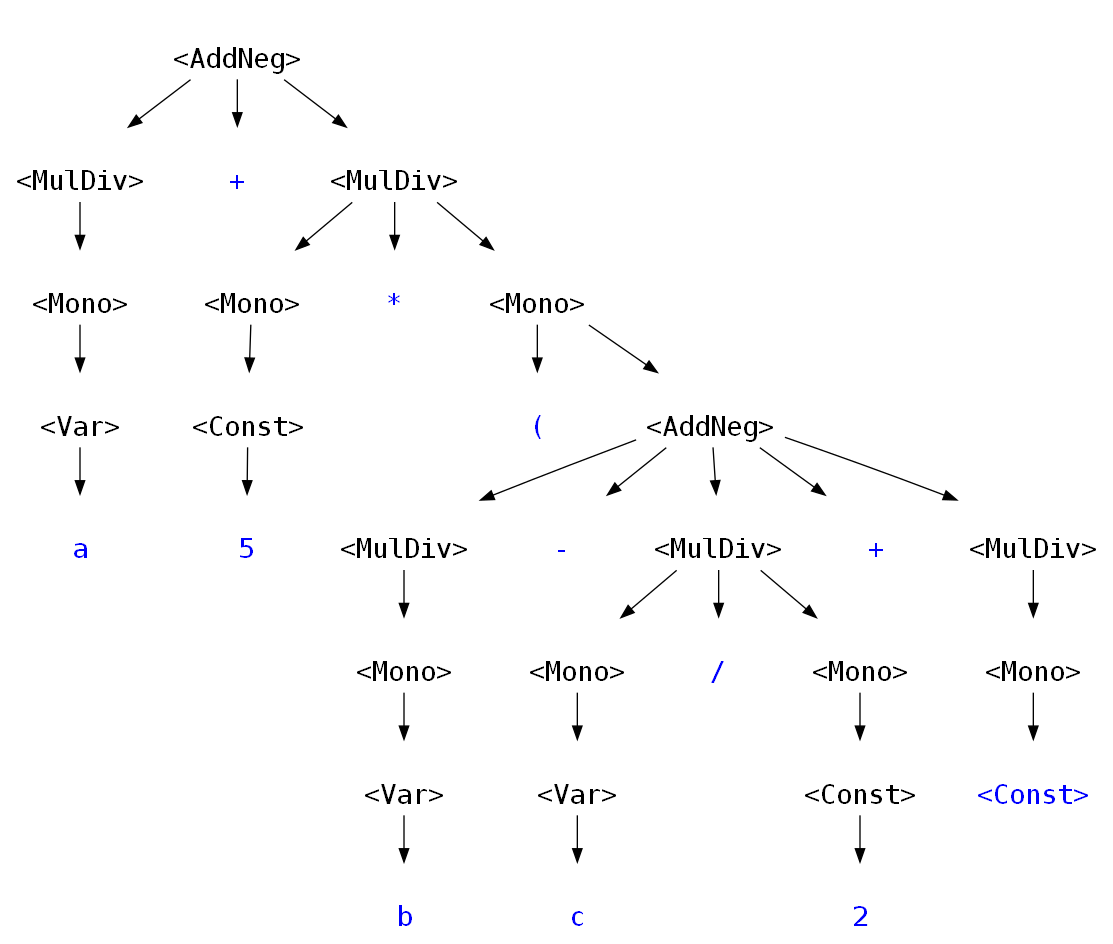 <AddNeg>
<MulDiv> + <MulDiv>
<Mono> <Mono> * <Mono>
<Var> <Const> ( <AddNeg>
a 5 <MulDiv> - <MulDiv> + <MulDiv>
<Mono> <Mono> / <Mono> <Mono>
<Var> <Var> <Const> <Const>
b c 2